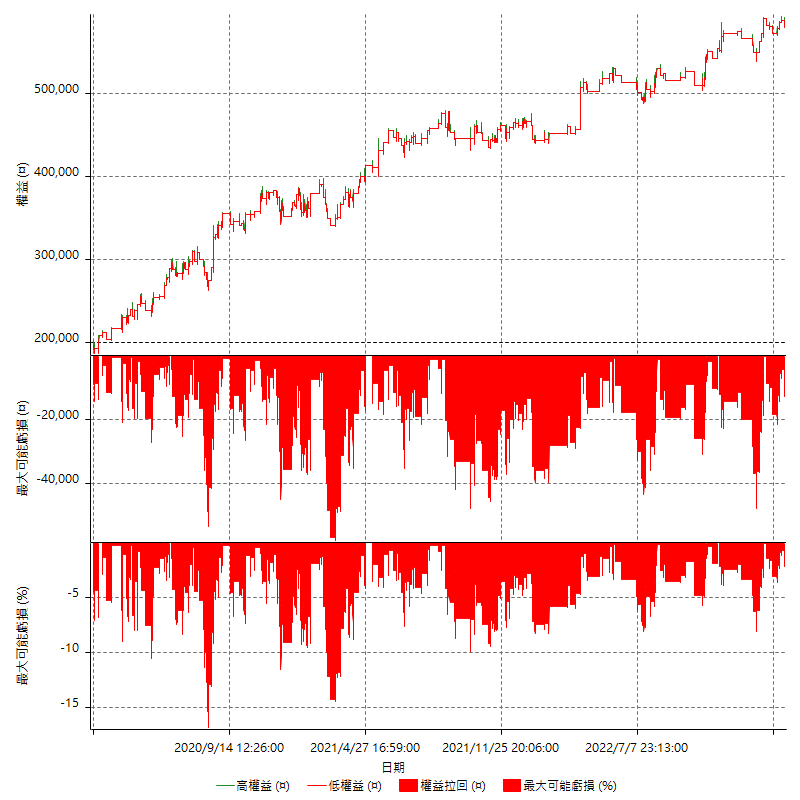 500,000
400,000
權益 (¤)
300,000
200,000
-20,000
最大可能虧損 (¤)
-40,000
-5
最大可能虧損 (%)
-10
-15
2020/9/14 12:26:00 2021/4/27 16:59:00 2021/11/25 20:06:00 2022/7/7 23:13:00
日期
高權益 (¤) 低權益 (¤) 權益拉回 (¤) 最大可能虧損 (%)